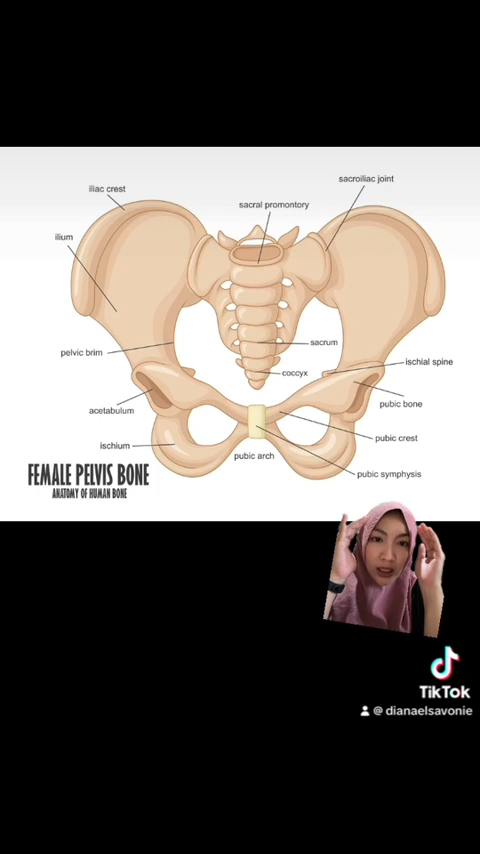 sacroiliac joint
iliac crest
sacral promontory
ilium
sacrum
pelvic brim
ischial spine
coccyx
pubic bone
acetabulum
pubic crest
ischium
pubic arch
pubic symphysis
FEMALE PELVIS BONE
ANATOMY OF HUMAN BONE
TikTok
@ dianaelsavonie